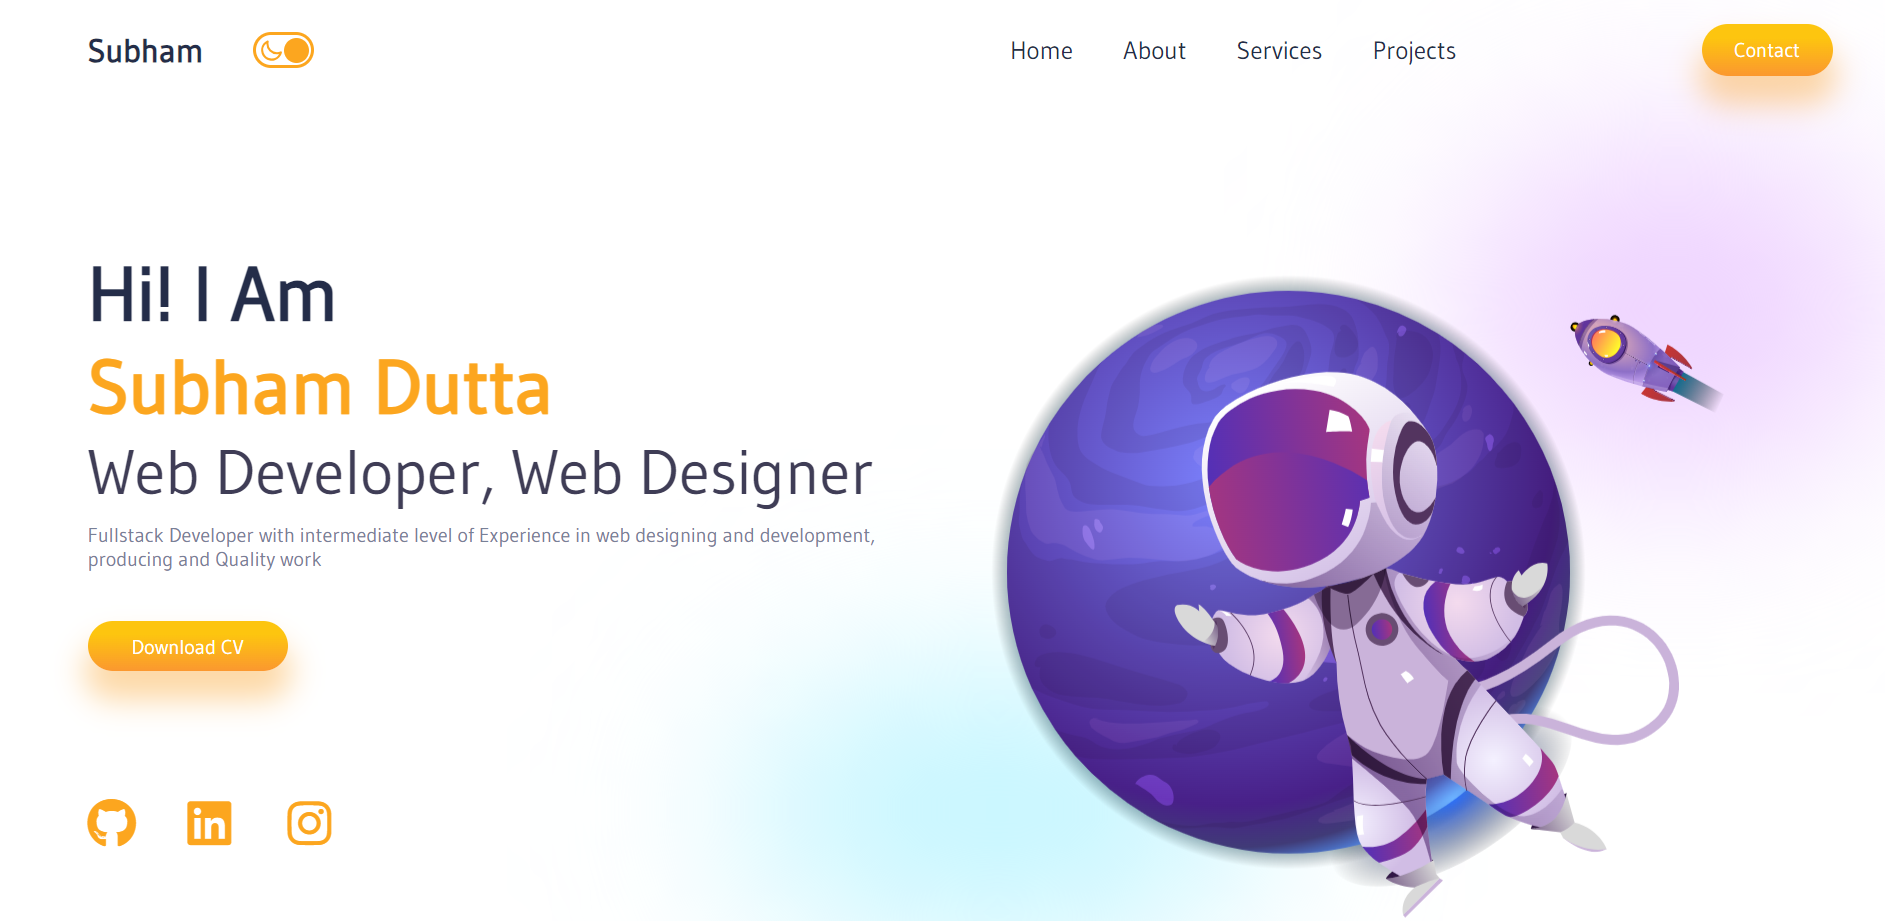 Subham
Home About Services Projects
Contact
Hi! I Am
Subham Dutta
Web Developer, Web Designer
Fullstack Developer with intermediate level of Experience in web designing and development,
producing and Quality work
Download CV
in